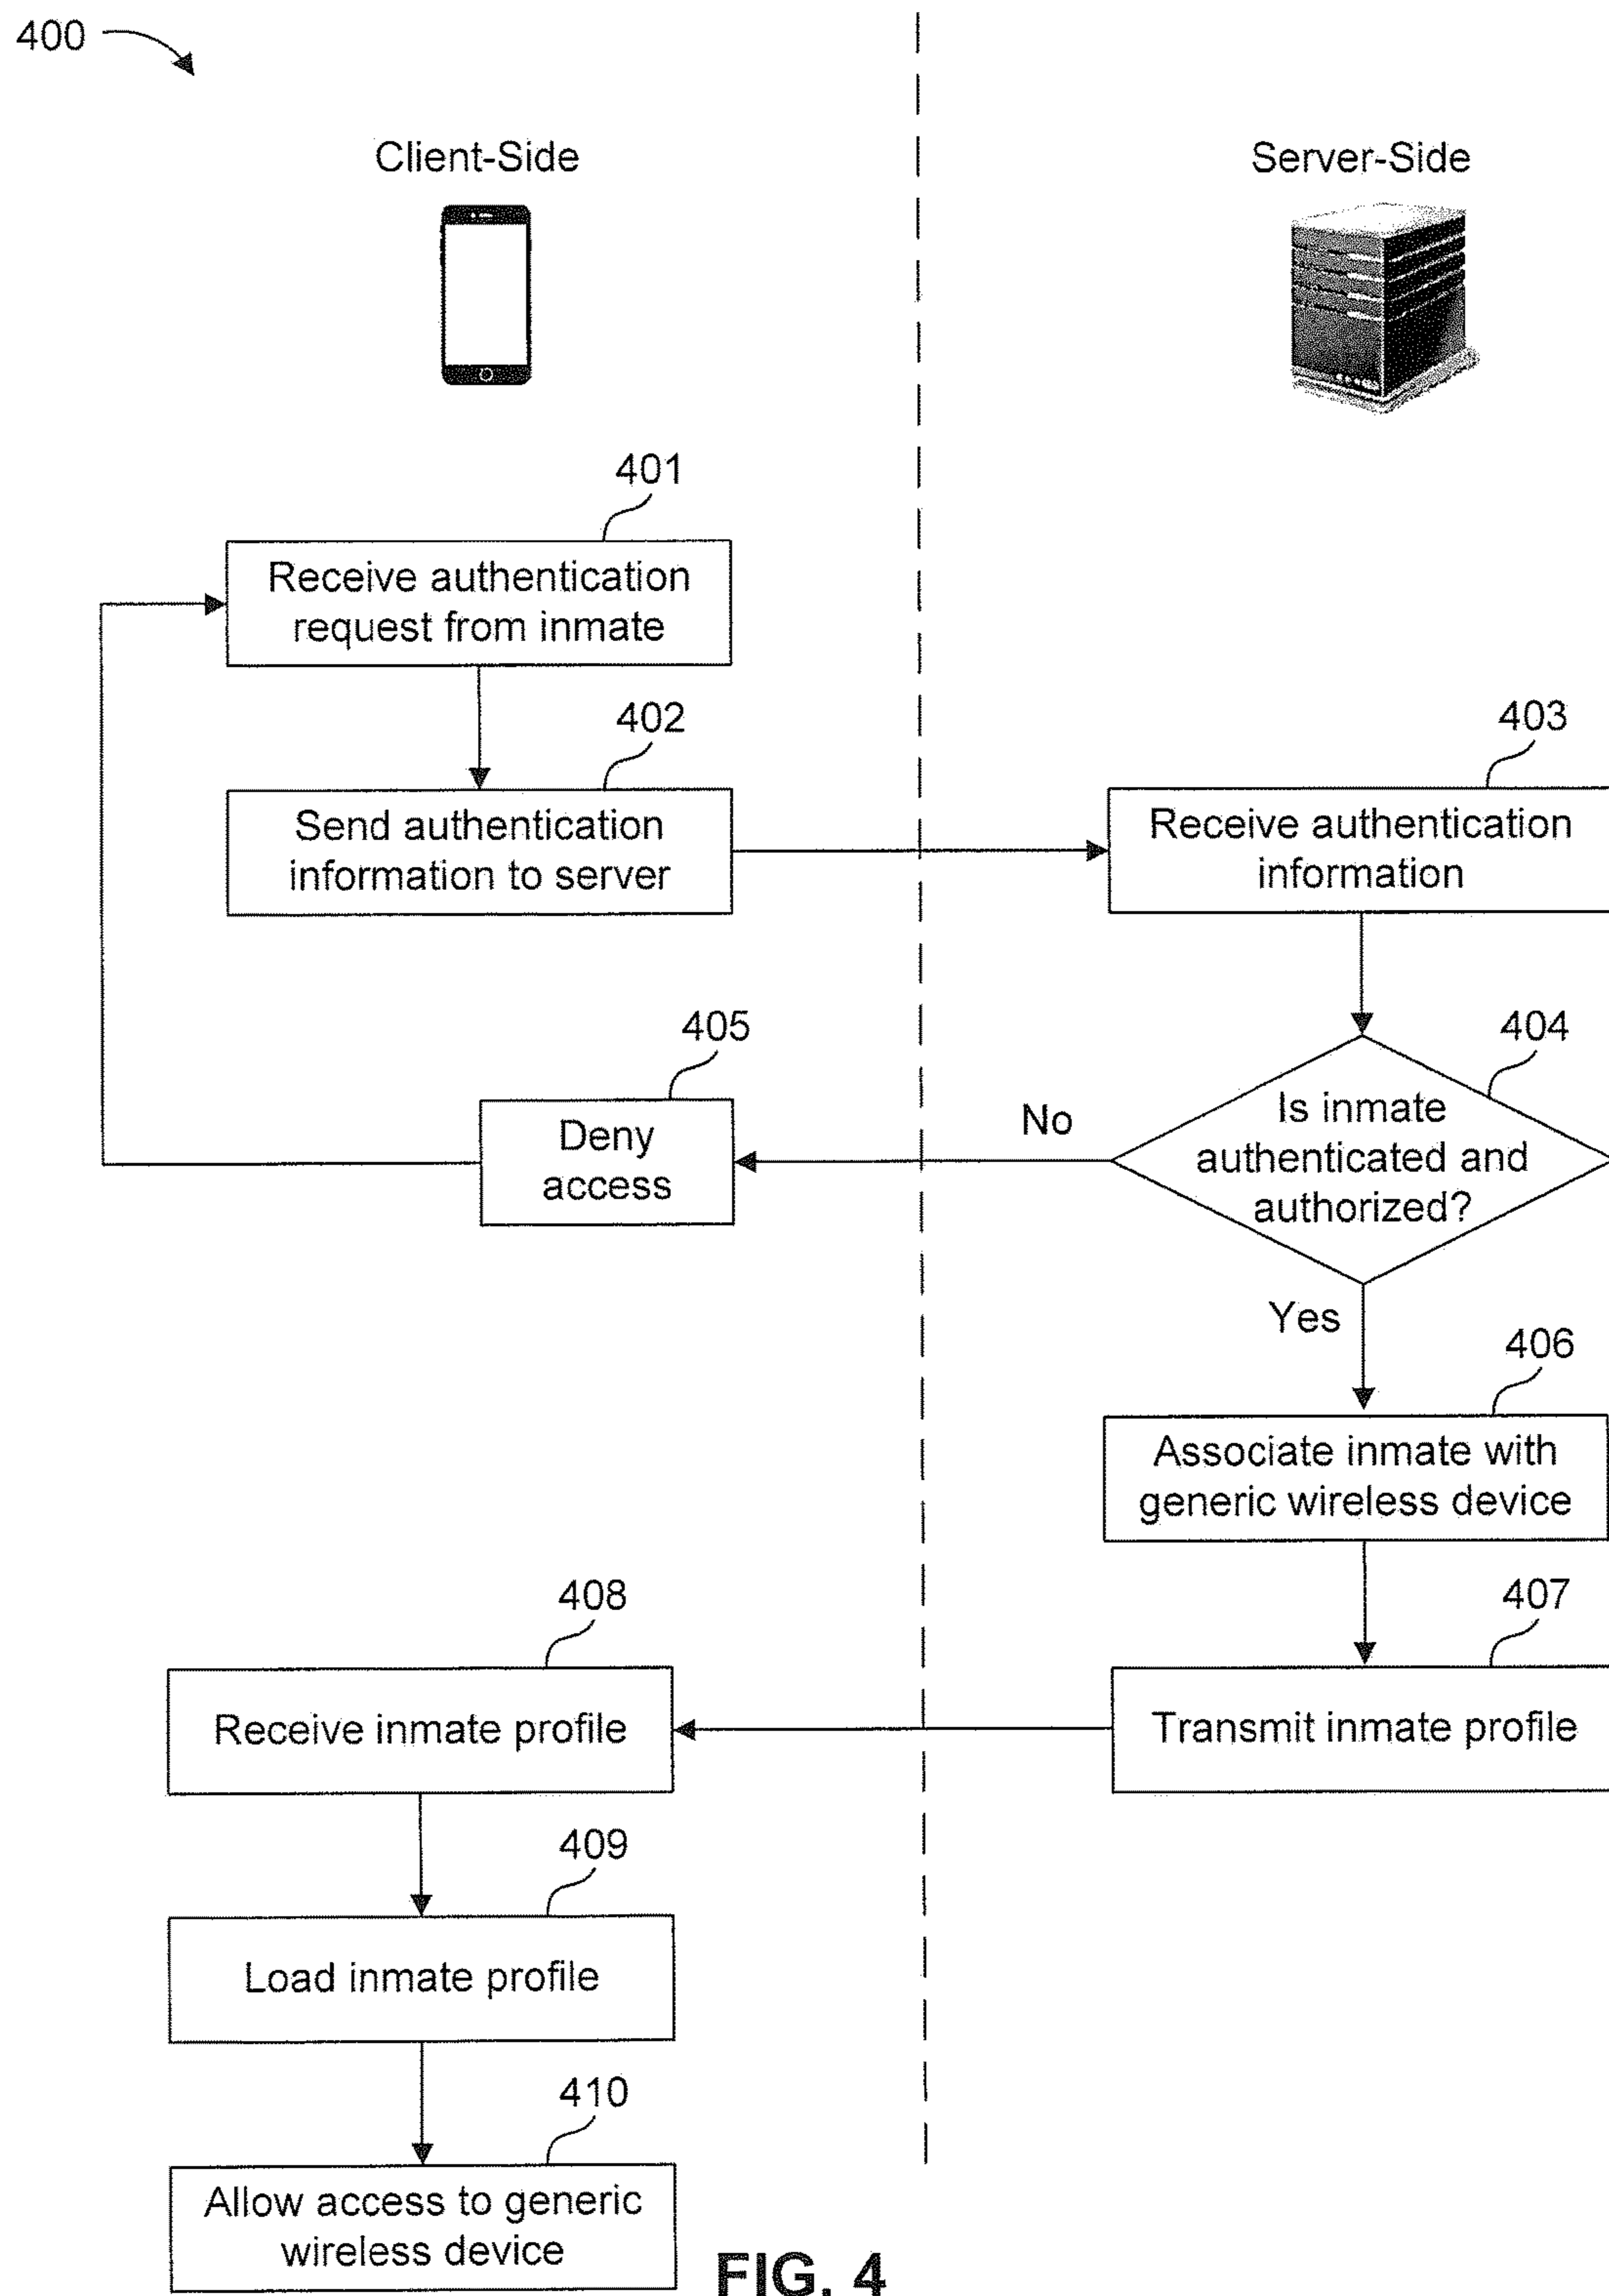 400
Client-Side
Server-Side
401
Receive authentication
request from inmate
402
Send authentication
information to server
403
Receive authentication
information
404
Is inmate
authenticated and
authorized?
No
405
Deny
access
Yes
406
Associate inmate with
generic wireless device
407
Transmit inmate profile
408
Receive inmate profile
409
Load inmate profile
410
Allow access to generic
wireless device
FIG. 4